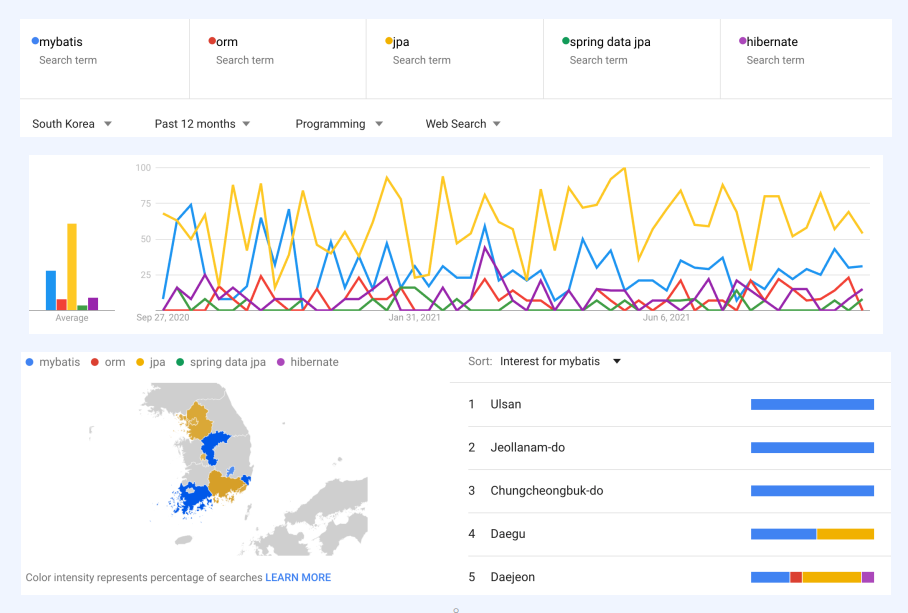 mybatis
Search term
orm
Search term
jpa
Search term
spring data jpa
Search term
hibernate
Search term
South Korea
Past 12 months
Programming
Web Search
100
75
50
25
Average
Sep 27, 2020
Jan 31, 2021
Jun 6, 2021
mybatis orm jpa spring data jpa hibernate
Color intensity represents percentage of searches LEARN MORE
Sort: Interest for mybatis
1 Ulsan
2 Jeollanam-do
3 Chungcheongbuk-do
4 Daegu
5 Daejeon